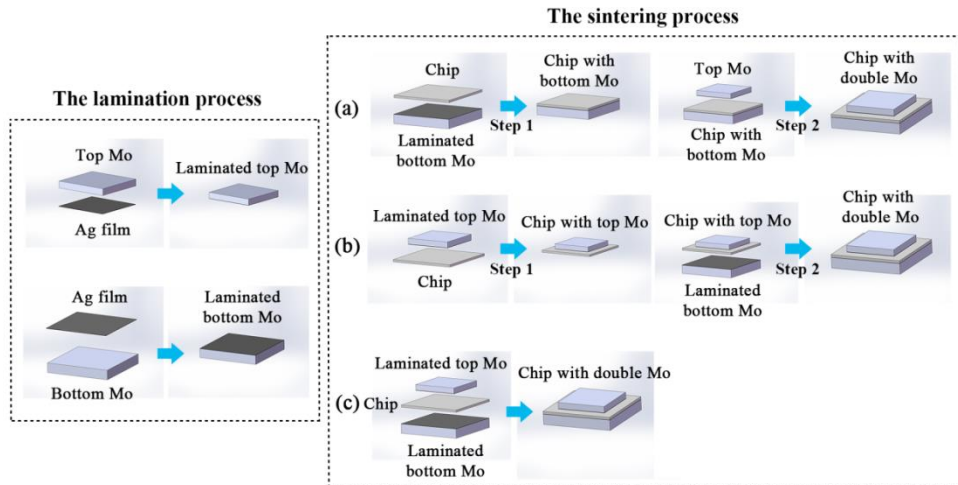 The sintering process
The lamination process
Top Mo
Laminated top Mo
Ag film
Ag film
Laminated
bottom Mo
Bottom Mo
(a)
Chip
Laminated
bottom Mo
Step 1
Chip with
bottom Mo
Top Mo
Chip with
bottom Mo
Step 2
Chip with
double Mo
(b)
Laminated top Mo
Chip
Step 1
Chip with top Mo
Chip with top Mo
Laminated
bottom Mo
Step 2
Chip with
double Mo
(c)
Laminated top Mo
Chip
Laminated
bottom Mo
Chip with double Mo